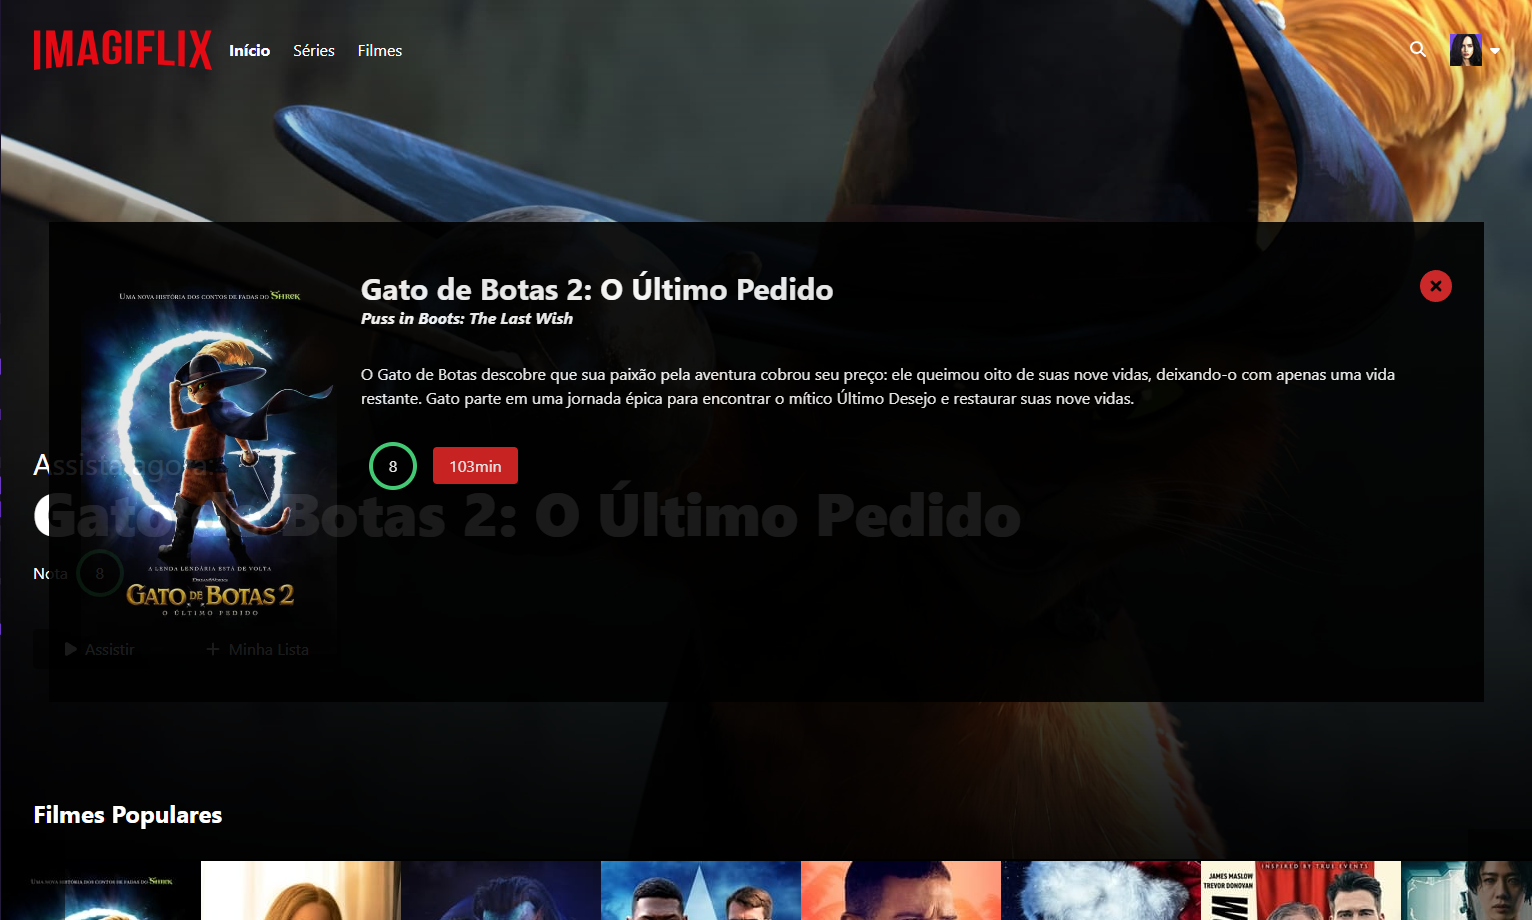 IMAGIFLIX Início Séries Filmes
UMA NOVA HISTÓRIA DOS CONTOS DE FADAS DO SHREK
Gato de Botas 2: O Último Pedido
Puss in Boots: The Last Wish
O Gato de Botas descobre que sua paixão pela aventura cobrou seu preço: ele queimou oito de suas nove vidas, deixando-o com apenas uma vida
restante. Gato parte em uma jornada épica para encontrar o mítico Último Desejo e restaurar suas nove vidas.
8 103min
Assista agora:
Gato de Botas 2: O Último Pedido
Nota 8
A LENDA LENDÁRIA ESTÁ DE VOLTA
DREAMWORKS
GATO DE BOTAS 2
O ÚLTIMO PEDIDO
Assistir Minha Lista
Filmes Populares
UMA NOVA HISTÓRIA DOS CONTOS DE FADAS DO SHREK
INSPIRED BY TRUE EVENTS
JAMES MASLOW
TREVOR DONOVAN